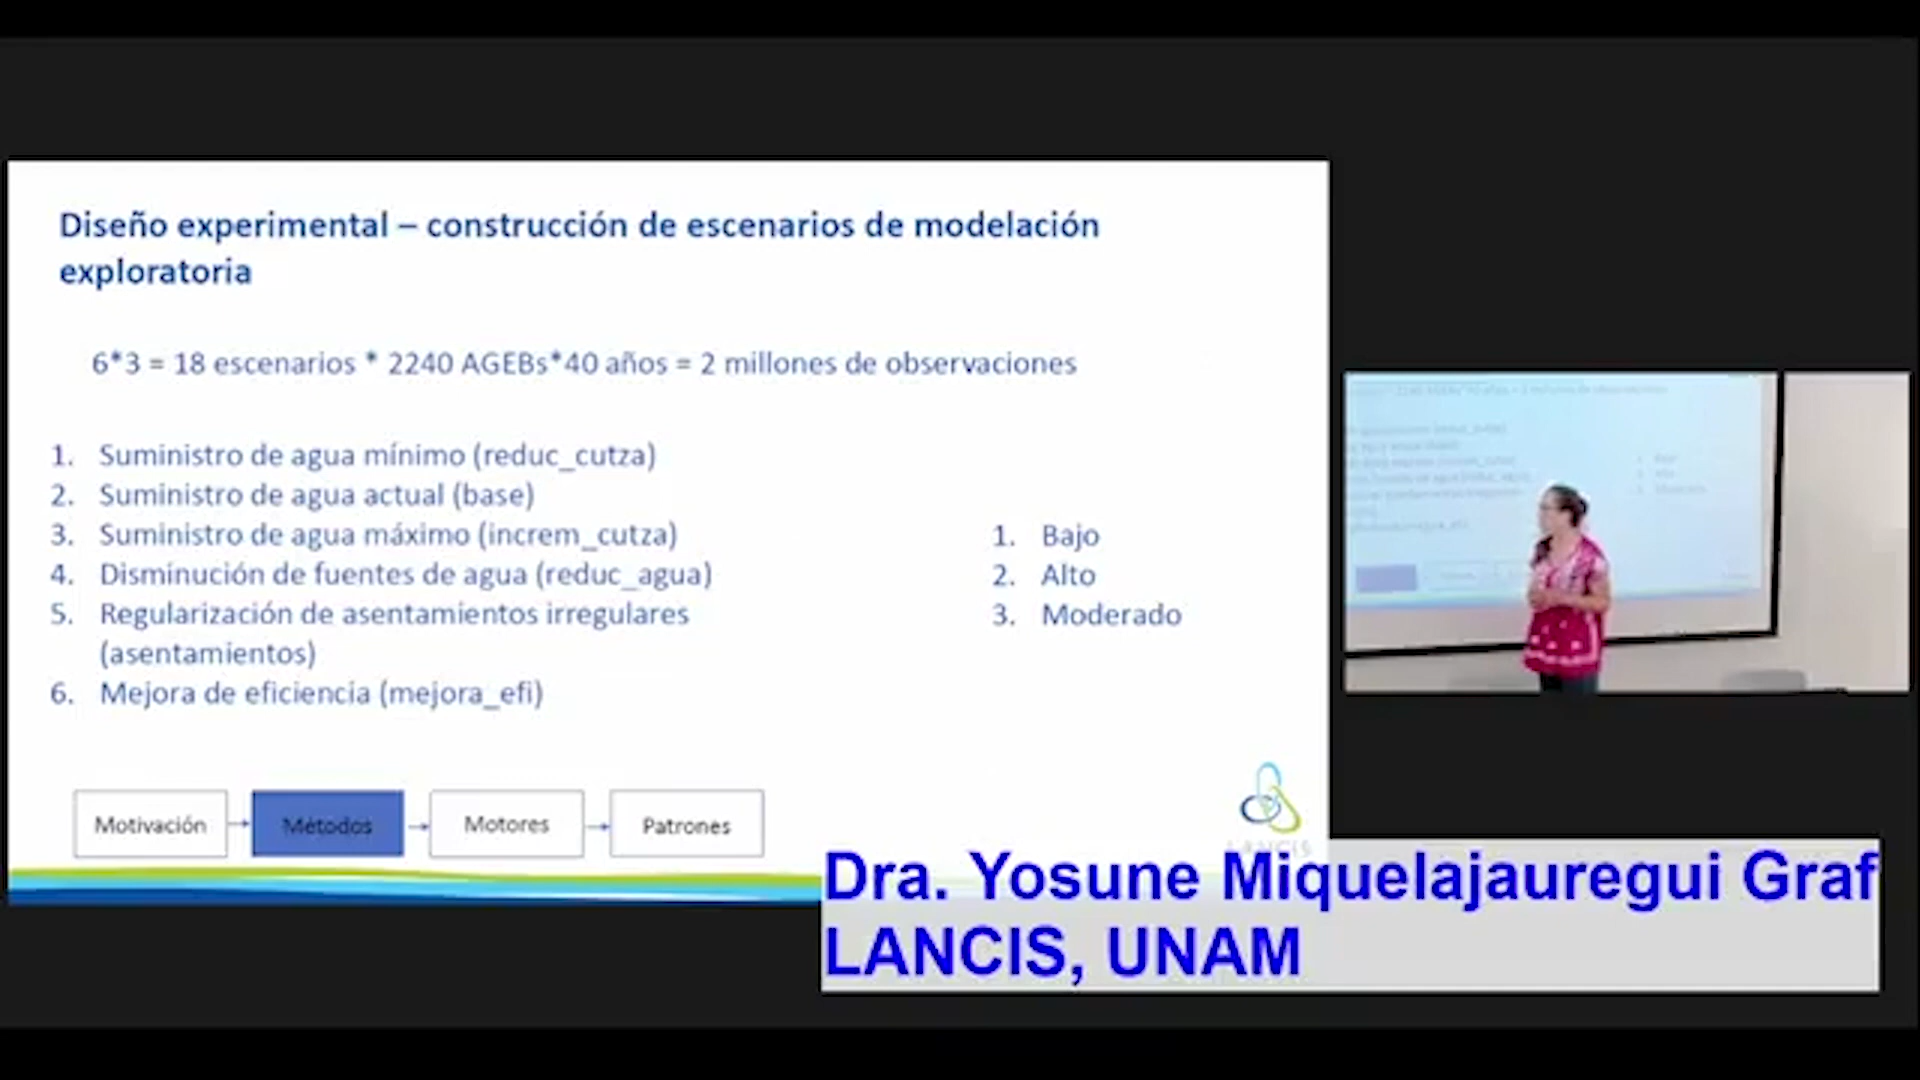 Diseño experimental – construcción de escenarios de modelación
exploratoria
6*3 = 18 escenarios * 2240 AGEBs*40 años = 2 millones de observaciones
1. Suministro de agua mínimo (reduc_cutza)
2. Suministro de agua actual (base)
3. Suministro de agua máximo (increm_cutza)
4. Disminución de fuentes de agua (reduc_agua)
5. Regularización de asentamientos irregulares
(asentamientos)
6. Mejora de eficiencia (mejora_efi)
1. Bajo
2. Alto
3. Moderado
Motivación
Métodos
Motores
Patrones
LANCIS
Dra. Yosune Miquelajauregui Graf
LANCIS, UNAM